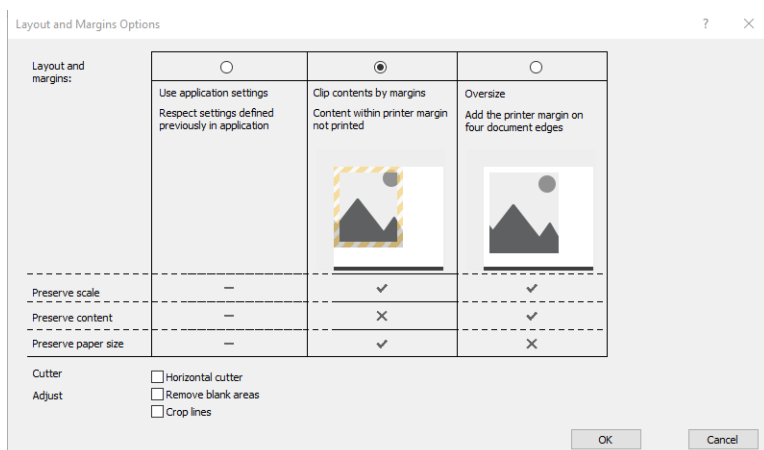 Layout and Margins Options
?
Layout and
margins:
Use application settings
Clip contents by margins
Oversize
Respect settings defined
previously in application
Content within printer margin
not printed
Add the printer margin on
four document edges
Preserve scale
Preserve content
Preserve paper size
Cutter
Horizontal cutter
Adjust
Remove blank areas
Crop lines
OK
Cancel